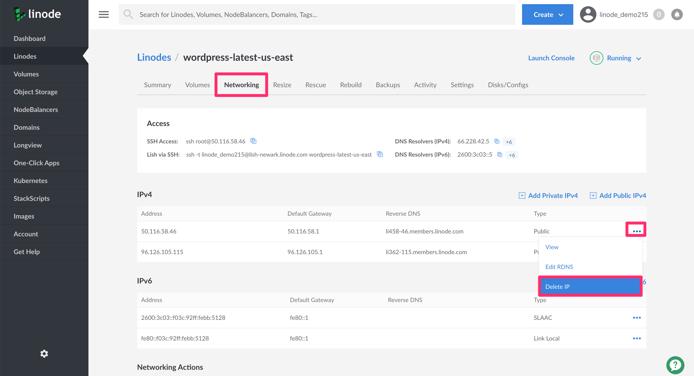 linode
Search for Linodes, Volumes, NodeBalancers, Domains, Tags...
Create
linode_demo215
0
Dashboard
Linodes
Volumes
Object Storage
NodeBalancers
Domains
Longview
One-Click Apps
Kubernetes
StackScripts
Images
Account
Get Help
Linodes / wordpress-latest-us-east
Launch Console
Running
Summary Volumes Networking Resize Rescue Rebuild Backups Activity Settings Disks/Configs
Access
SSH Access: ssh root@50.116.58.46
Lish via SSH: ssh -t linode_demo215@lish-newark.linode.com wordpress-latest-us-east
DNS Resolvers (IPv4): 66.228.42.5 +6
DNS Resolvers (IPv6): 2600:3c03::5 +6
IPv4
Add Private IPv4 Add Public IPv4
Address Default Gateway Reverse DNS Type
50.116.58.46 50.116.58.1 li458-46.members.linode.com Public
96.126.105.115 96.126.105.1 li362-115.members.linode.com
View
Edit RDNS
Delete IP
IPv6
Address Default Gateway Reverse DNS Type
2600:3c03::f03c:92ff:febb:5128 fe80::1 SLAAC
fe80::f03c:92ff:febb:5128 fe80::1 Link Local
Networking Actions